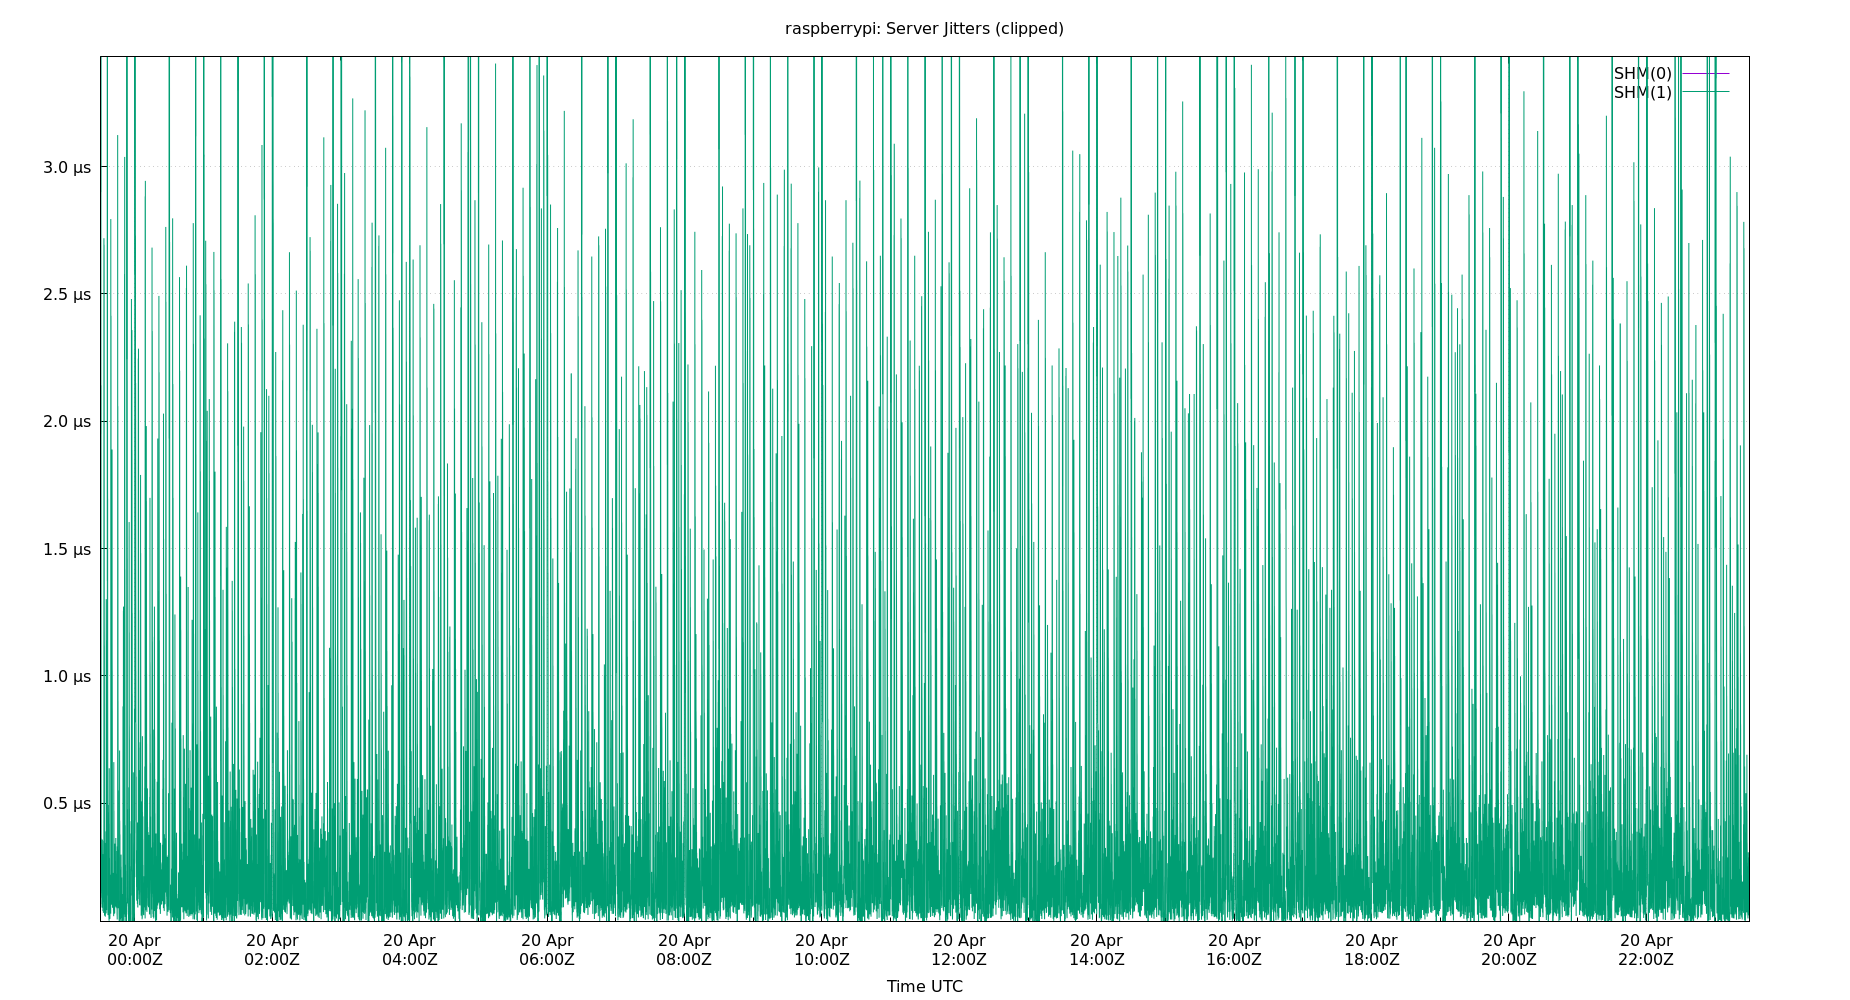 raspberrypi: Server Jitters (clipped)
SHM(0)
SHM(1)
3.0 µs
2.5 µs
2.0 µs
1.5 µs
1.0 µs
0.5 µs
20 Apr 20 Apr 20 Apr 20 Apr 20 Apr 20 Apr 20 Apr 20 Apr 20 Apr 20 Apr 20 Apr 20 Apr
00:00Z 02:00Z 04:00Z 06:00Z 08:00Z 10:00Z 12:00Z 14:00Z 16:00Z 18:00Z 20:00Z 22:00Z
Time UTC